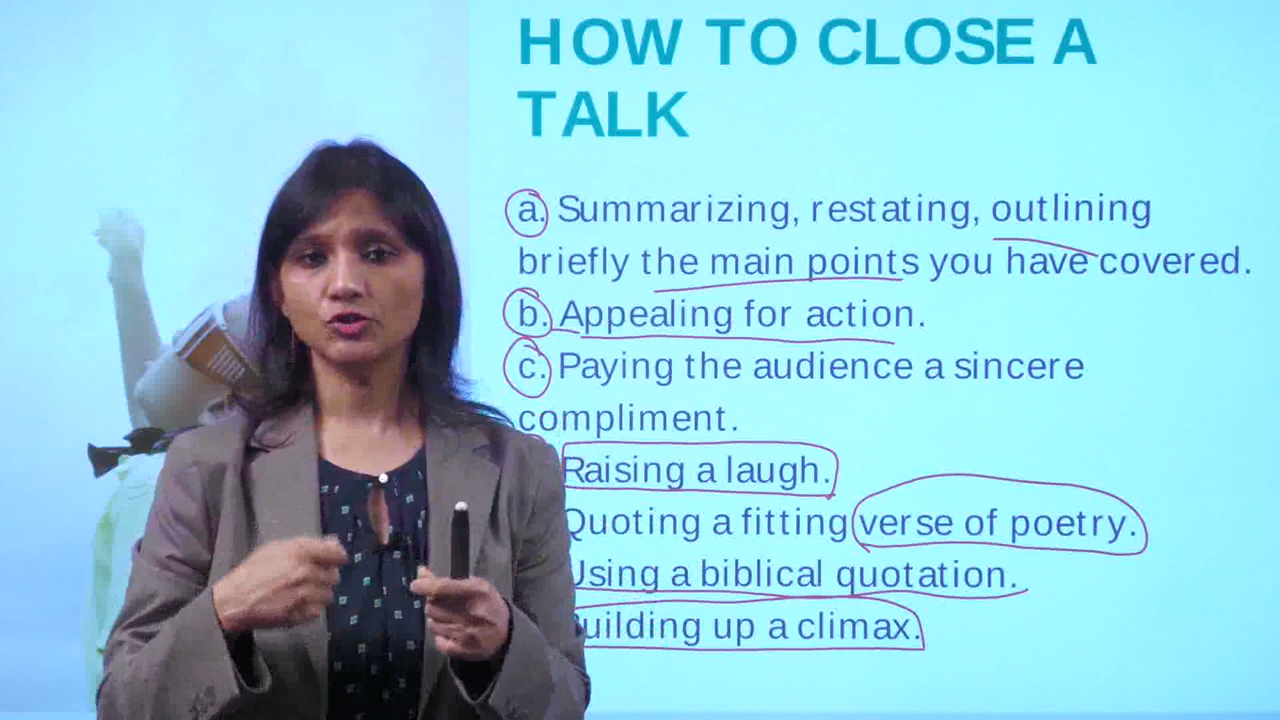 HOW TO CLOSE A
TALK
a. Summarizing, restating, outlining
briefly the main points you have covered.
b. Appealing for action.
c. Paying the audience a sincere
compliment.
Raising a laugh.
Quoting a fitting verse of poetry.
Using a biblical quotation.
Building up a climax.